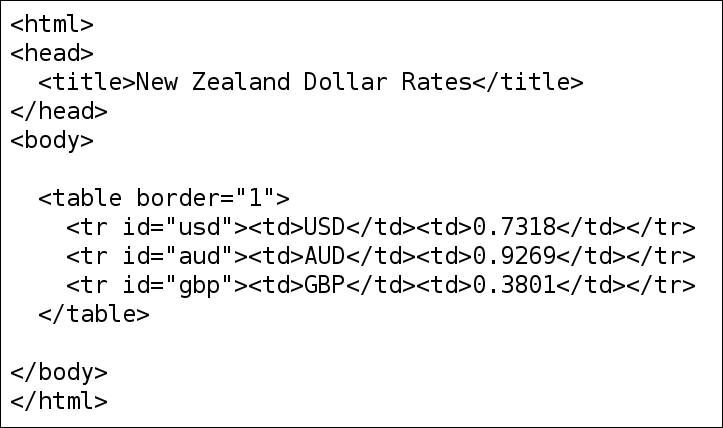 <html>
<head>
  <title>New Zealand Dollar Rates</title>
</head>
<body>

  <table border="1">
    <tr id="usd"><td>USD</td><td>0.7318</td></tr>
    <tr id="aud"><td>AUD</td><td>0.9269</td></tr>
    <tr id="gbp"><td>GBP</td><td>0.3801</td></tr>
  </table>

</body>
</html>